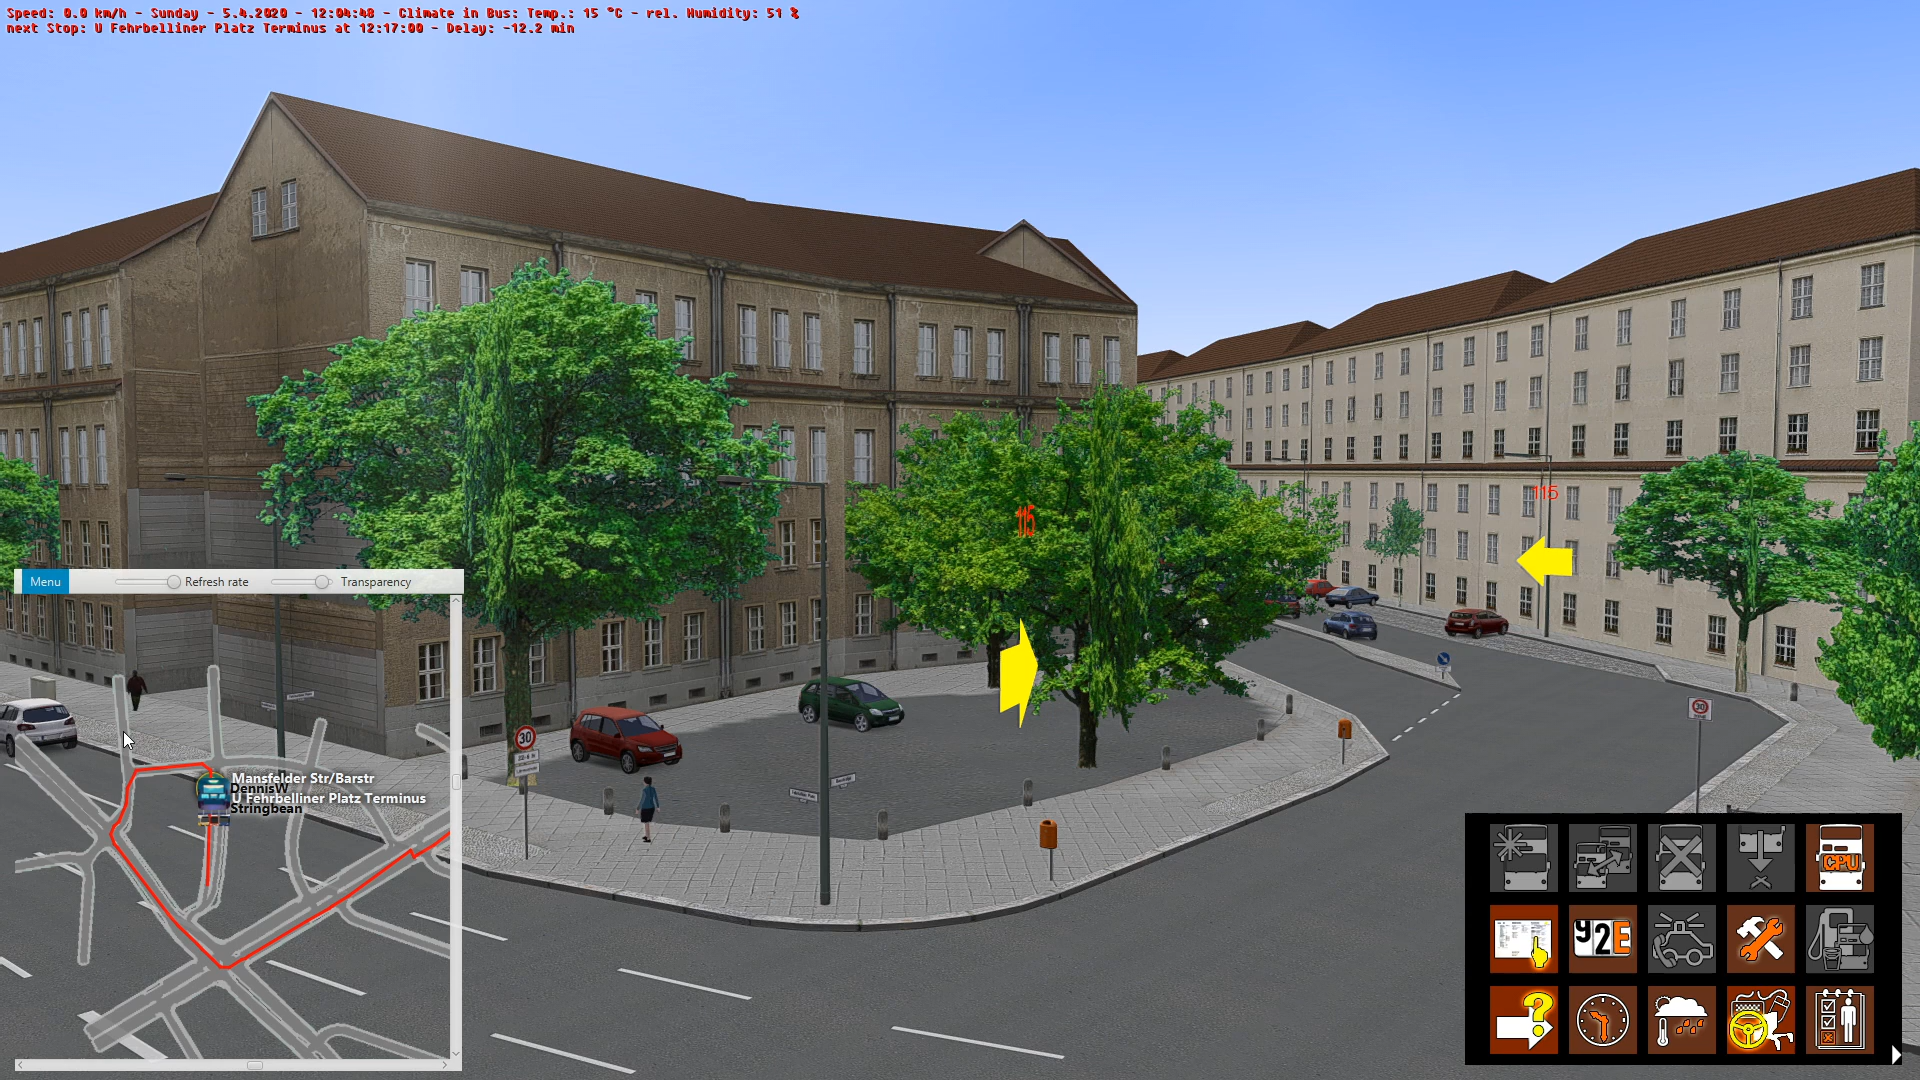 Speed: 0.0 km/h - Sunday - 5.4.2020 - 12:04:48 - Climate in Bus: Temp.: 15 °C - rel. Humidity: 51 %
next Stop: U Fehrbelliner Platz Terminus at 12:17:00 - Delay: -12.2 min
115
115
Menu
Refresh rate
Transparency
30
30
Mansfelder Str/Barstr
DennisW
U Fehrbelliner Platz Terminus
Stringbean
CPU
92E
?